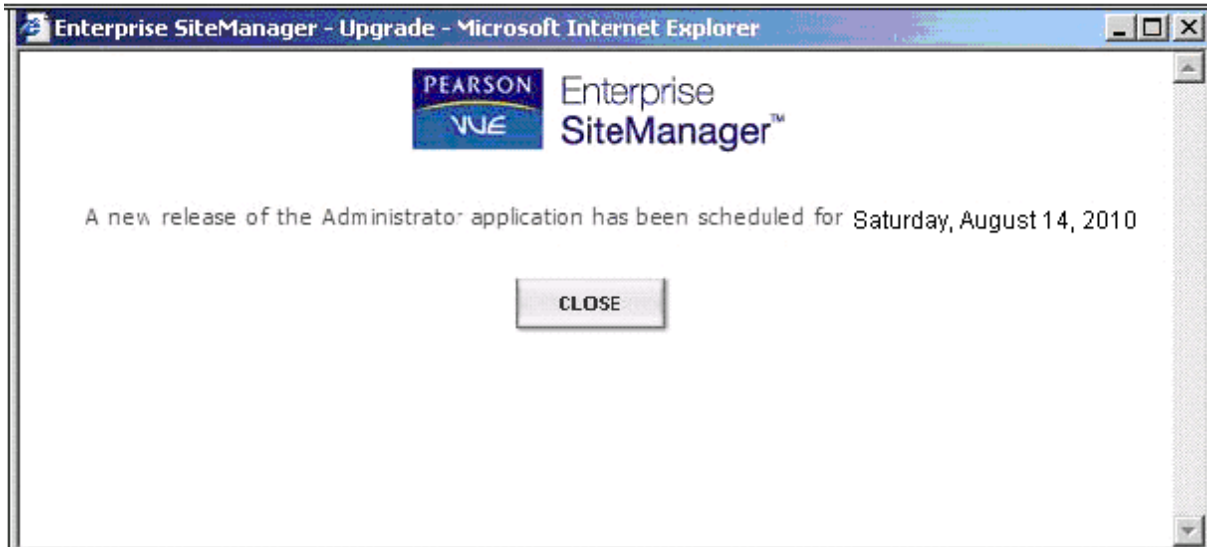 Enterprise SiteManager - Upgrade - Microsoft Internet Explorer
PEARSON
VUE
Enterprise
SiteManager™
A new release of the Administrator application has been scheduled for Saturday, August 14, 2010
CLOSE